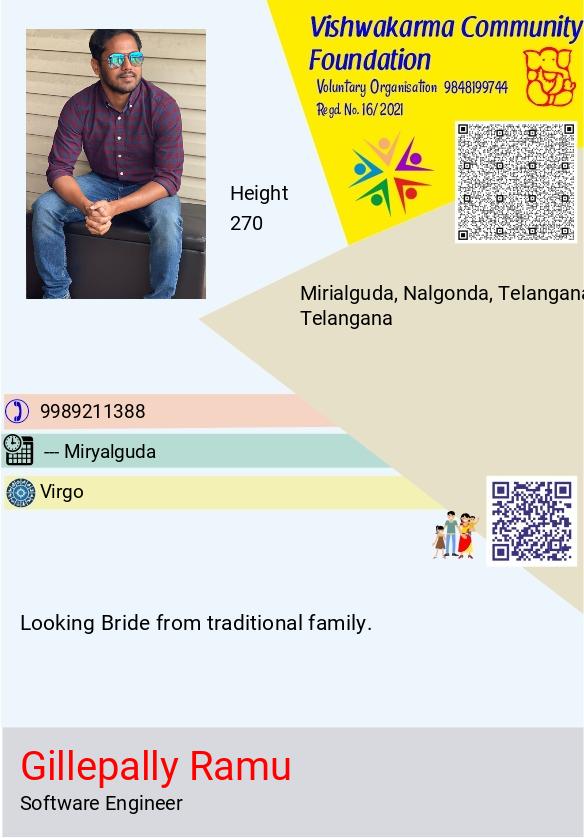 Vishwakarma Community
Foundation
Voluntary Organisation 9848199744
Regd. No. 16/2021
Height
270
Mirialguda, Nalgonda, Telangana
Telangana
9989211388
--- Miryalguda
Virgo
Looking Bride from traditional family.
Gillepally Ramu
Software Engineer